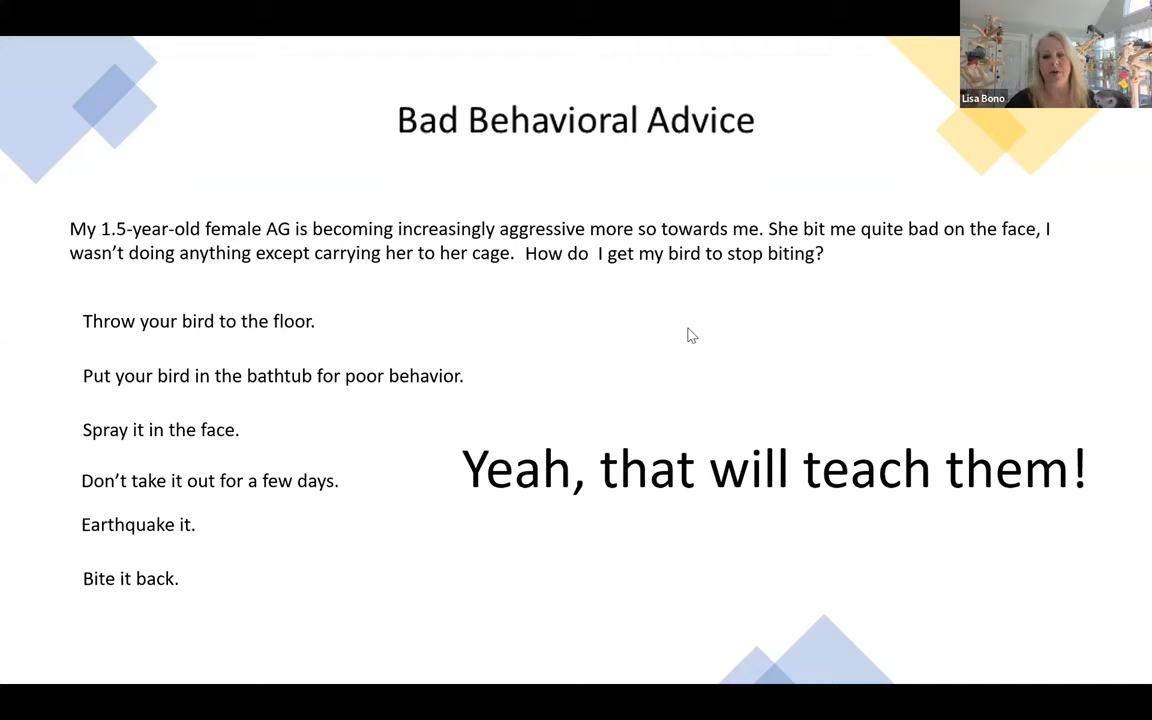 Lisa Bono
Bad Behavioral Advice
My 1.5-year-old female AG is becoming increasingly aggressive more so towards me. She bit me quite bad on the face, I
wasn’t doing anything except carrying her to her cage. How do I get my bird to stop biting?
Throw your bird to the floor.
Put your bird in the bathtub for poor behavior.
Spray it in the face.
Don’t take it out for a few days.
Yeah, that will teach them!
Earthquake it.
Bite it back.